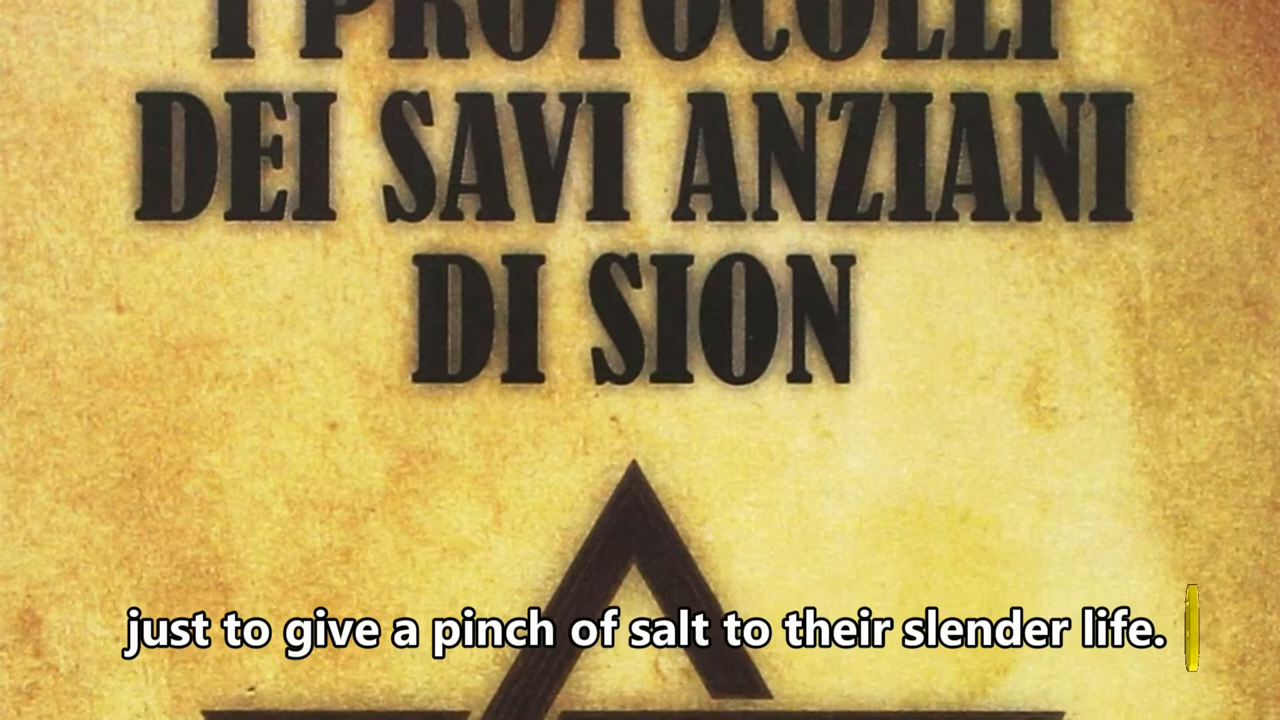 I PROTOCOLLI
DEI SAVI ANZIANI
DI SION
just to give a pinch of salt to their slender life.